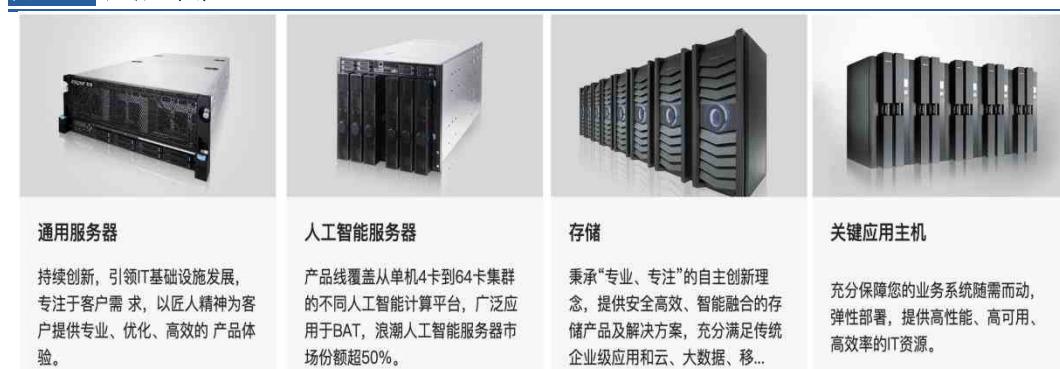 通用服务器
持续创新，引领IT基础设施发展，
专注于客户需 求，以匠人精神为客
户提供专业、优化、高效的 产品体
验。
人工智能服务器
产品线覆盖从单机4卡到64卡集群
的不同人工智能计算平台，广泛应
用于BAT，浪潮人工智能服务器市
场份额超50%。
存储
秉承“专业、专注”的自主创新理
念，提供安全高效、智能融合的存
储产品及解决方案，充分满足传统
企业级应用和云、大数据、移...
关键应用主机
充分保障您的业务系统随需而动，
弹性部署，提供高性能、高可用、
高效率的IT资源。